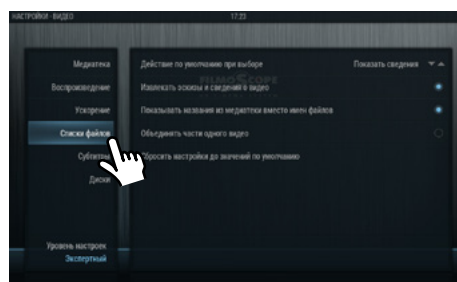 НАСТРОЙКИ - ВИДЕО 17:23
Медиатека
Воспроизведение
Ускорение
Списки файлов
Субтитры
Диски
Уровень настроек
Экспертный
Действие по умолчанию при выборе Показать сведения
FILMOSCOPE
Извлекать эскизы и сведения о видео
Показывать названия из медиатеки вместо имен файлов
Объединять части одного видео
Сбросить настройки до значений по умолчанию